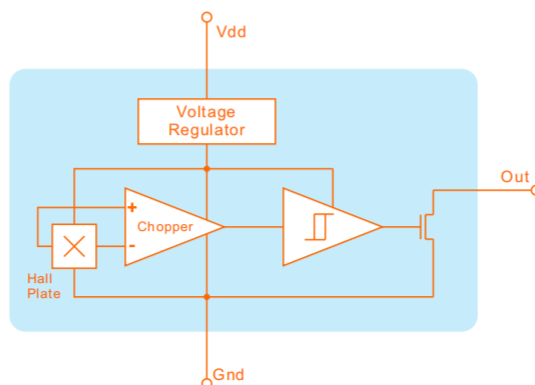 Vdd
Voltage
Regulator
Out
+
Chopper
-
Hall
Plate
Gnd